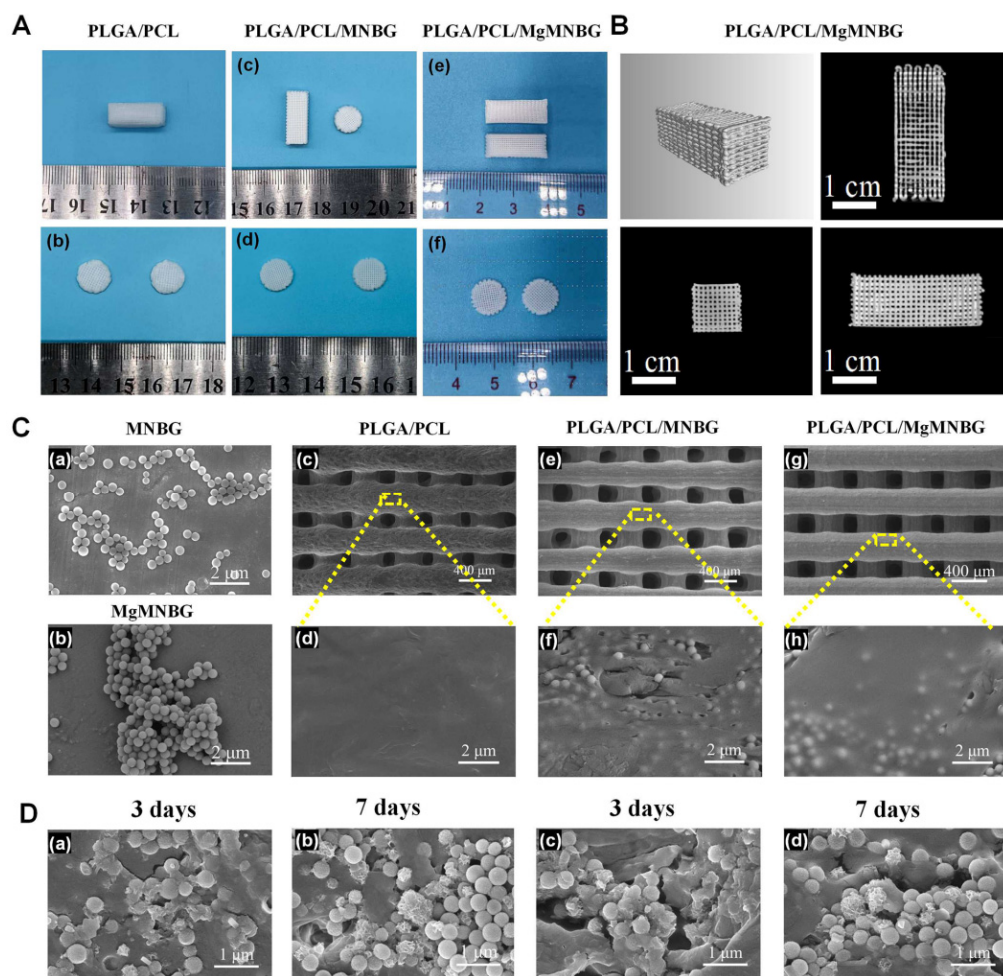 A
PLGA/PCL
PLGA/PCL/MNBG
PLGA/PCL/MgMNBG
B
PLGA/PCL/MgMNBG
(c)
(e)
17 16 15 14 13 12
15 16 17 18 19 20 21
1 2 3 4 5
1 cm
(b)
(d)
(f)
13 14 15 16 17 18
12 13 14 15 16 1
4 5 6 7
1 cm
1 cm
C
MNBG
PLGA/PCL
PLGA/PCL/MNBG
PLGA/PCL/MgMNBG
(a)
(c)
(e)
(g)
2 μm
400 μm
MgMNBG
(b)
(d)
(f)
(h)
2 μm
2 μm
2 μm
2 μm
D
3 days
7 days
3 days
7 days
(a)
(b)
(c)
(d)
1 μm
1 μm
1 μm
1 μm